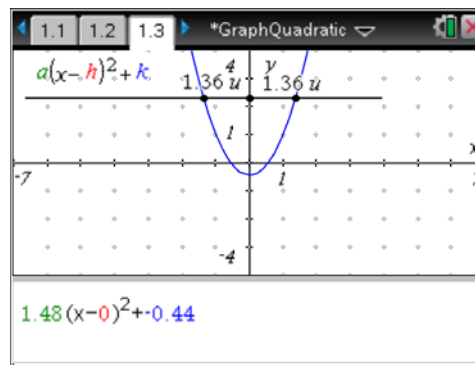 1.1 1.2 1.3 *GraphQuadratic
a(x-h)²+k
4 y
1.36 u 1.36 u
1
x
-7 1
-4
1.48(x-0)²+-0.44